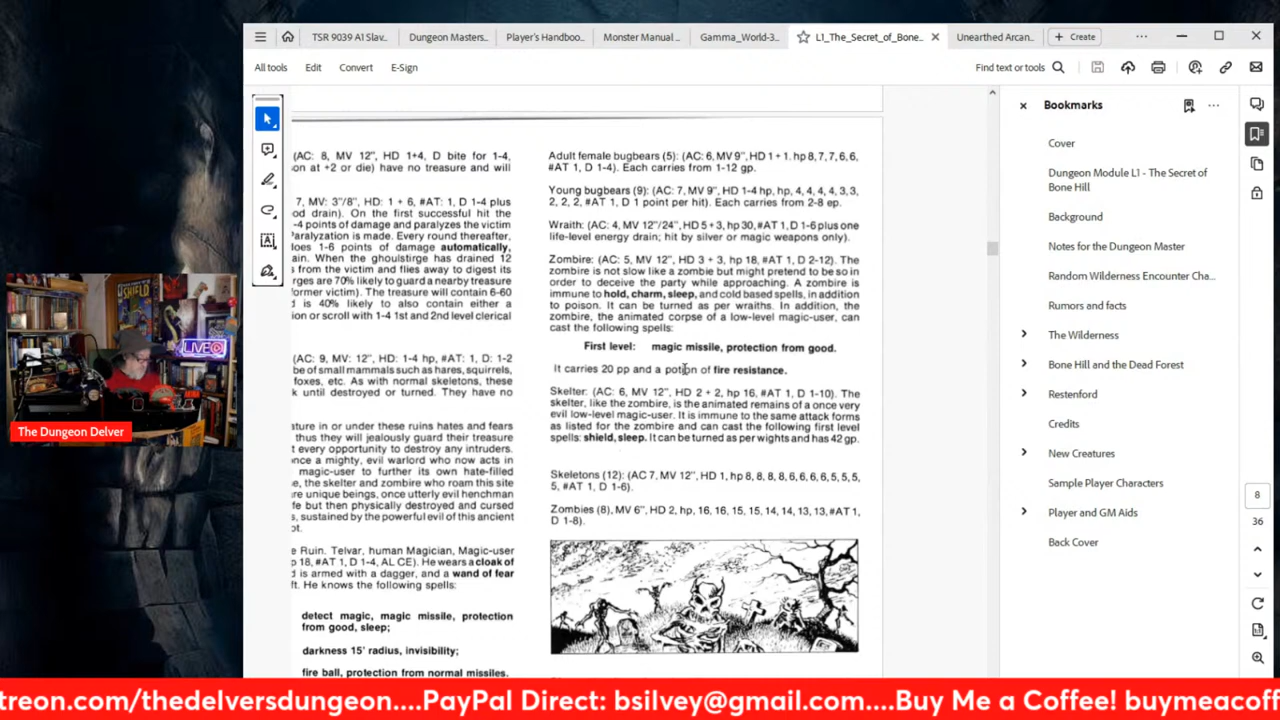 TSR 9039 A1 Slav...
Dungeon Masters...
Player's Handboo...
Monster Manual ...
Gamma_World-3...
L1_The_Secret_of_Bone...
Unearthed Arcan...
Create
All tools
Edit
Convert
E-Sign
Find text or tools
(AC: 8, MV 12", HD 1+4, D bite for 1-4,
on at +2 or die) have no treasure and will
7, MV: 3"/8", HD: 1 + 6, #AT: 1, D 1-4 plus
od drain). On the first successful hit the
-4 points of damage and paralyzes the victim
Paralyzation is made. Every round thereafter,
does 1-6 points of damage automatically,
ain. When the ghoulstirge has drained 12
from the victim and flies away to digest its
rges are 70% likely to guard a nearby treasure
former victim). The treasure will contain 6-60
d is 40% likely to also contain either a
ion or scroll with 1-4 1st and 2nd level clerical
(AC: 9, MV: 12", HD: 1-4 hp, #AT: 1, D: 1-2
be of small mammals such as hares, squirrels,
foxes, etc. As with normal skeletons, these
k until destroyed or turned. They have no
ature in or under these ruins hates and fears
thus they will jealously guard their treasure
t every opportunity to destroy any intruders.
nce a mighty, evil warlord who now acts in
magic-user to further its own hate-filled
e, the skelter and zombire who roam this site
re unique beings, once utterly evil henchman
fe but then physically destroyed and cursed
s, sustained by the powerful evil of this ancient
ot.
e Ruin. Telvar, human Magician, Magic-user
p 18, #AT 1, D 1-4, AL CE). He wears a cloak of
d is armed with a dagger, and a wand of fear
ft. He knows the following spells:
detect magic, magic missile, protection
from good, sleep;
darkness 15' radius, invisibility;
fire ball, protection from normal missiles.
Adult female bugbears (5): (AC: 6, MV 9", HD 1 + 1. hp 8, 7, 7, 6, 6,
#AT 1, D 1-4). Each carries from 1-12 gp.
Young bugbears (9): (AC: 7, MV 9", HD 1-4 hp, hp, 4, 4, 4, 4, 3, 3,
2, 2, 2, #AT 1, D 1 point per hit). Each carries from 2-8 ep.
Wraith: (AC: 4, MV 12"/24", HD 5 + 3, hp 30, #AT 1, D 1-6 plus one
life-level energy drain; hit by silver or magic weapons only).
Zombire: (AC: 5, MV 12", HD 3 + 3, hp 18, #AT 1, D 2-12). The
zombire is not slow like a zombie but might pretend to be so in
order to deceive the party while approaching. A zombire is
immune to hold, charm, sleep, and cold based spells, in addition
to poison. It can be turned as per wraiths. In addition, the
zombire, the animated corpse of a low-level magic-user, can
cast the following spells:
First level: magic missile, protection from good.
It carries 20 pp and a potion of fire resistance.
Skelter: (AC: 6, MV 12", HD 2 + 2, hp 16, #AT 1, D 1-10). The
skelter, like the zombire, is the animated remains of a once very
evil low-level magic-user. It is immune to the same attack forms
as listed for the zombire and can cast the following first level
spells: shield, sleep. It can be turned as per wights and has 42 gp.
Skeletons (12): (AC 7, MV 12", HD 1, hp 8, 8, 8, 8, 6, 6, 6, 6, 5, 5, 5,
5, #AT 1, D 1-6).
Zombies (8), MV 6", HD 2, hp, 16, 16, 15, 15, 14, 14, 13, 13, #AT 1,
D 1-8).
Bookmarks
Cover
Dungeon Module L1 - The Secret of
Bone Hill
Background
Notes for the Dungeon Master
Random Wilderness Encounter Cha...
Rumors and facts
The Wilderness
Bone Hill and the Dead Forest
Restenford
Credits
New Creatures
Sample Player Characters
Player and GM Aids
Back Cover
8
36
LIVE
The Dungeon Delver
treon.com/thedelversdungeon....PayPal Direct: bsilvey@gmail.com....Buy Me a Coffee! buymeacoff